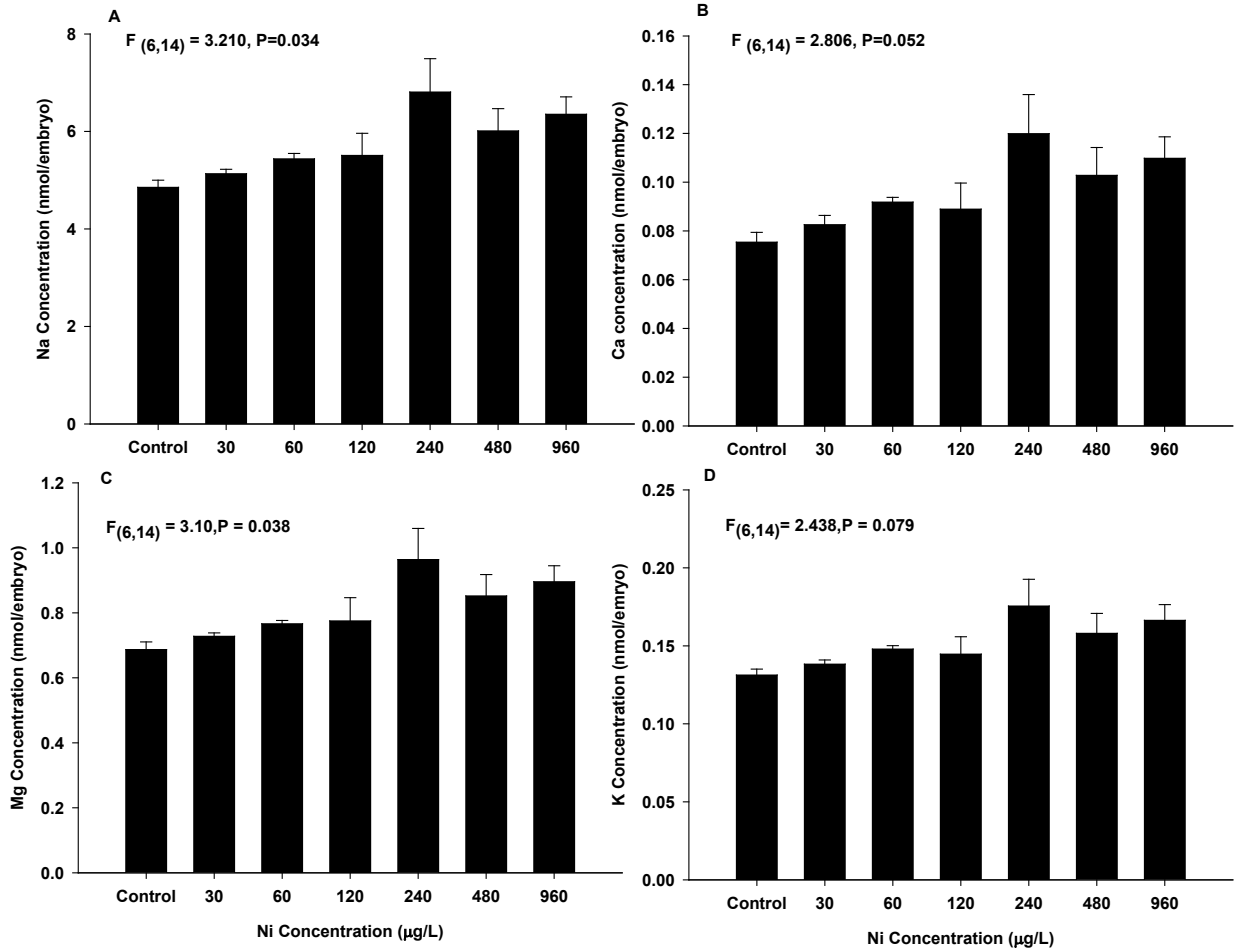 A
F (6,14) = 3.210, P=0.034
Na Concentration (nmol/embryo)
8
6
4
2
0
Control 30 60 120 240 480 960
B
F (6,14) = 2.806, P=0.052
Ca concentration (nmol/embryo)
0.16
0.14
0.12
0.10
0.08
0.06
0.04
0.02
0.00
Control 30 60 120 240 480 960
C
F(6,14) = 3.10,P = 0.038
Mg Concentration (nmol/embryo)
1.2
1.0
0.8
0.6
0.4
0.2
0.0
Control 30 60 120 240 480 960
Ni Concentration (µg/L)
D
F(6,14)= 2.438,P = 0.079
K Concentration (nmol/emryo)
0.25
0.20
0.15
0.10
0.05
0.00
Control 30 60 120 240 480 960
Ni Concentration (µg/L)